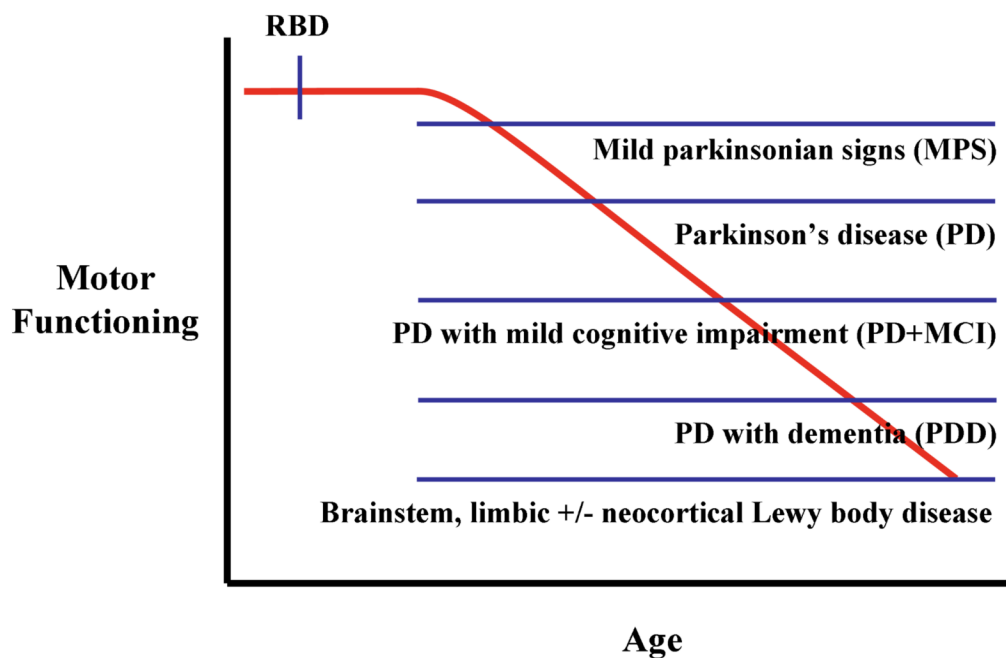 RBD
Mild parkinsonian signs (MPS)
Parkinson’s disease (PD)
Motor
Functioning
PD with mild cognitive impairment (PD+MCI)
PD with dementia (PDD)
Brainstem, limbic +/- neocortical Lewy body disease
Age